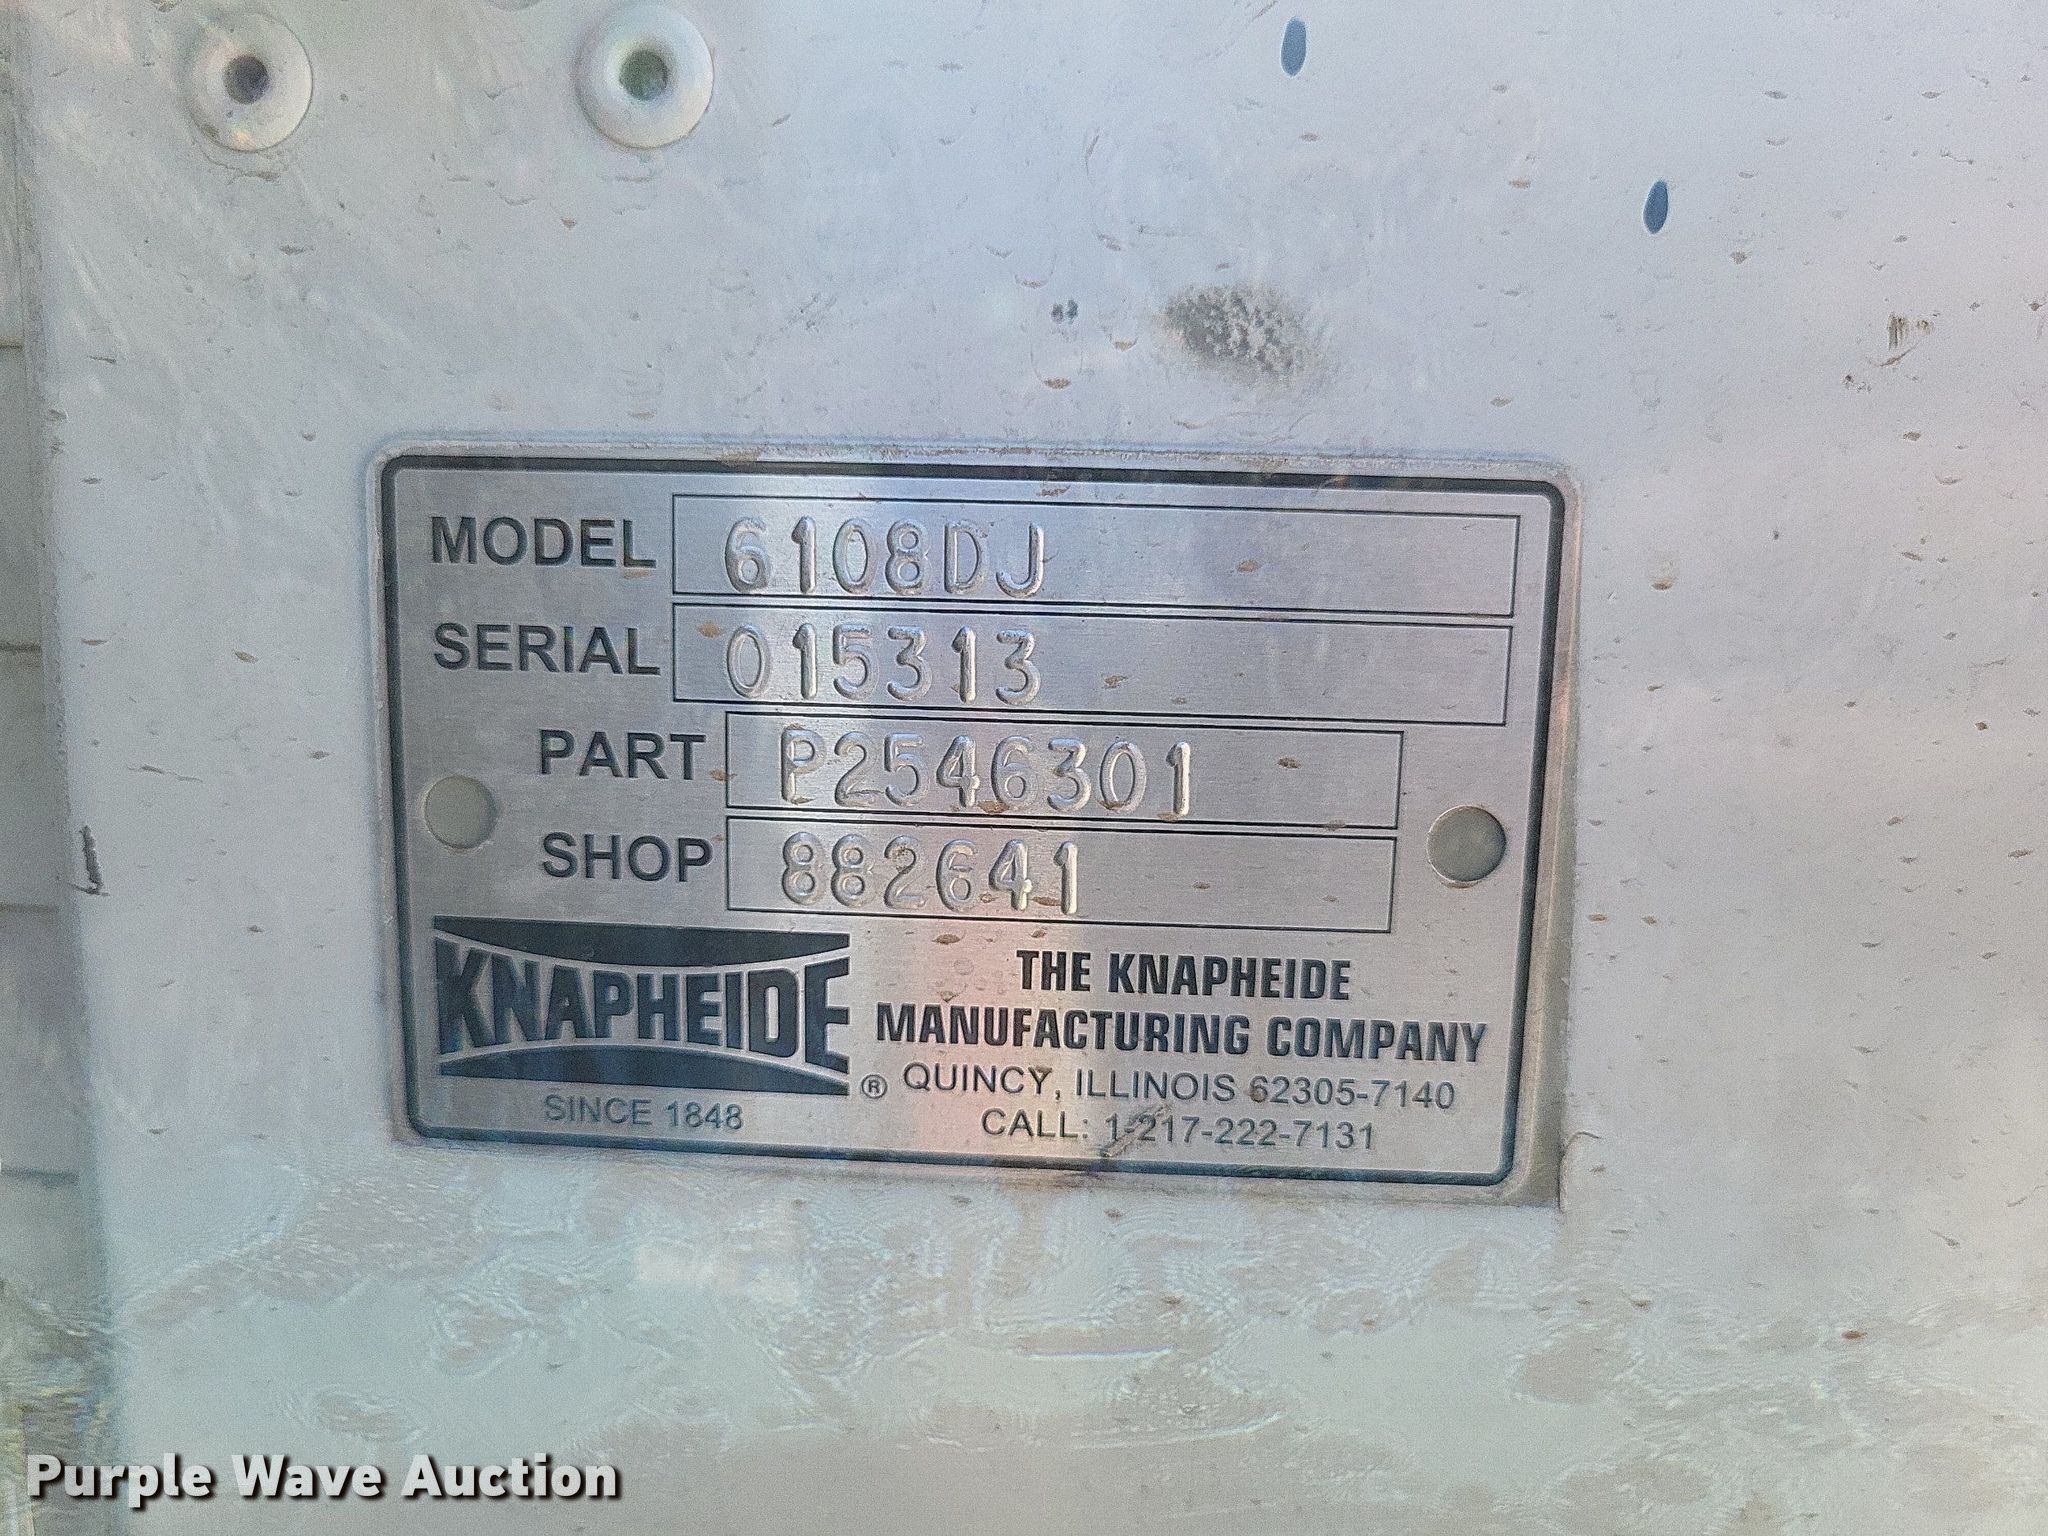 MODEL 6108DJ
SERIAL 015313
PART P2546301
SHOP 882641
KNAPHEIDE ®
SINCE 1848
THE KNAPHEIDE
MANUFACTURING COMPANY
QUINCY, ILLINOIS 62305-7140
CALL: 1-217-222-7131
Purple Wave Auction